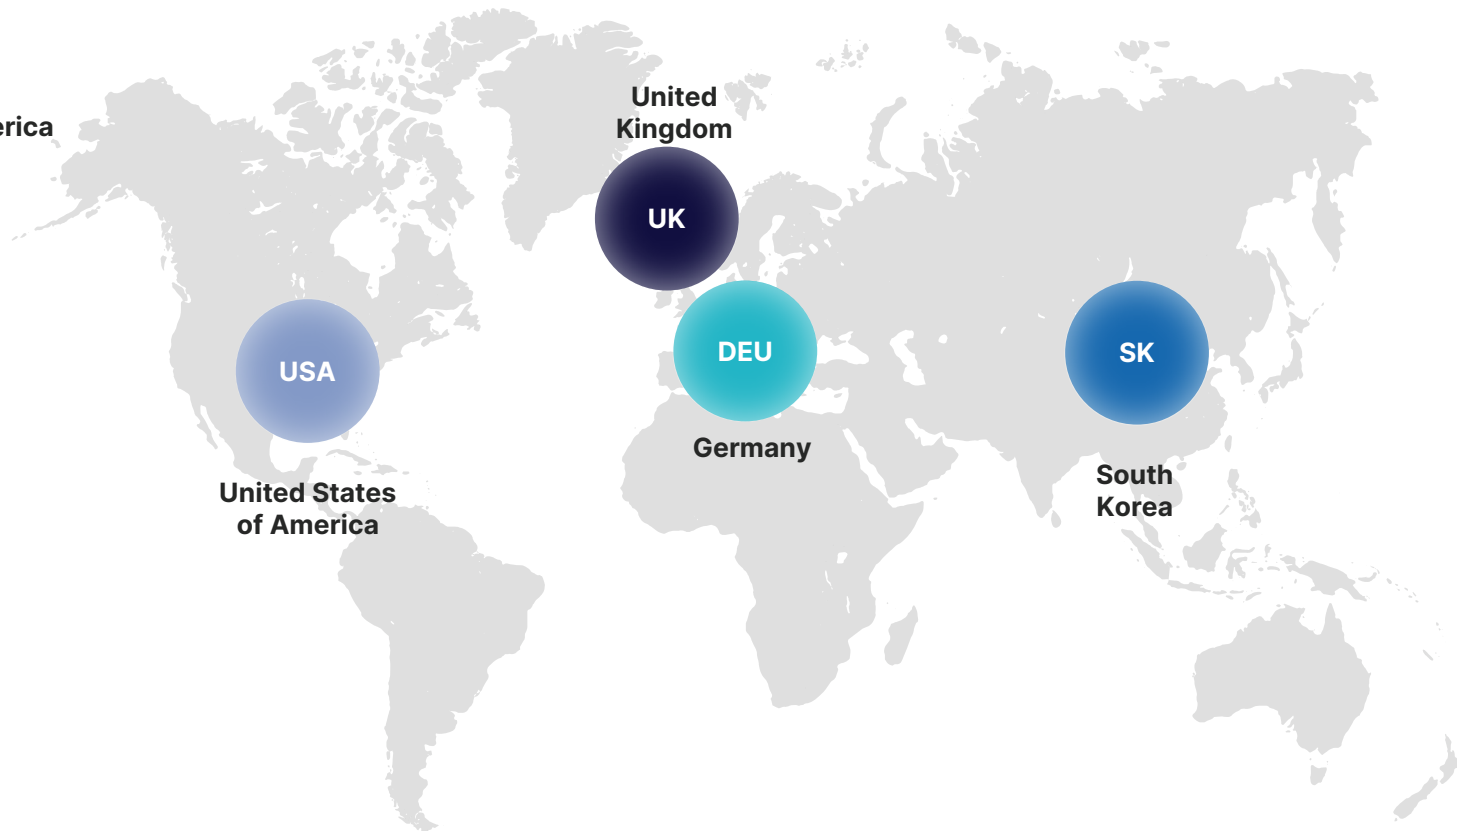 United
Kingdom
erica
UK
DEU
SK
USA
Germany
South
Korea
United States
of America